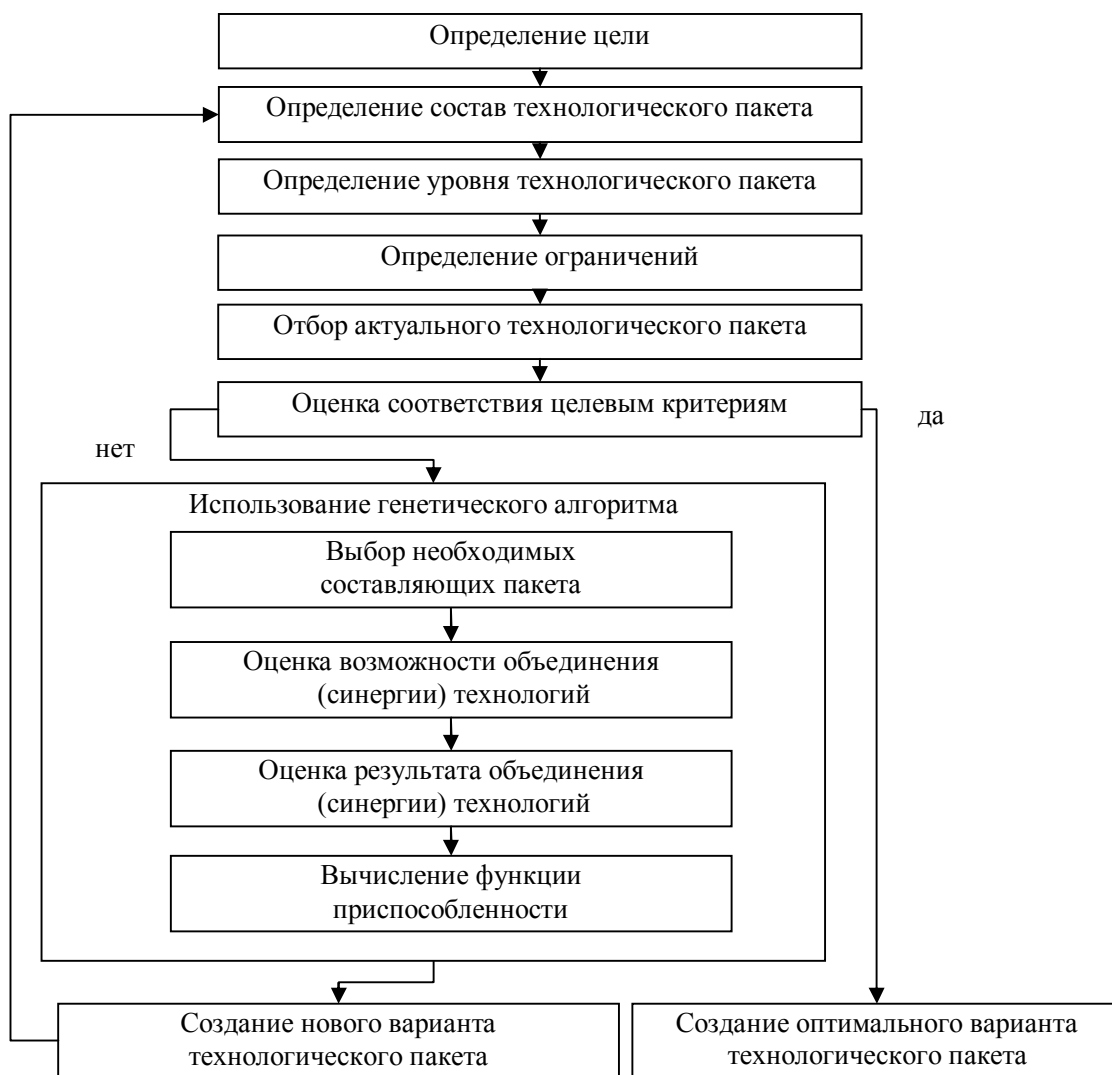 Определение цели
Определение состав технологического пакета
Определение уровня технологического пакета
Определение ограничений
Отбор актуального технологического пакета
Оценка соответствия целевым критериям
да
нет
Использование генетического алгоритма
Выбор необходимых
составляющих пакета
Оценка возможности объединения
(синергии) технологий
Оценка результата объединения
(синергии) технологий
Вычисление функции
приспособленности
Создание нового варианта
технологического пакета
Создание оптимального варианта
технологического пакета